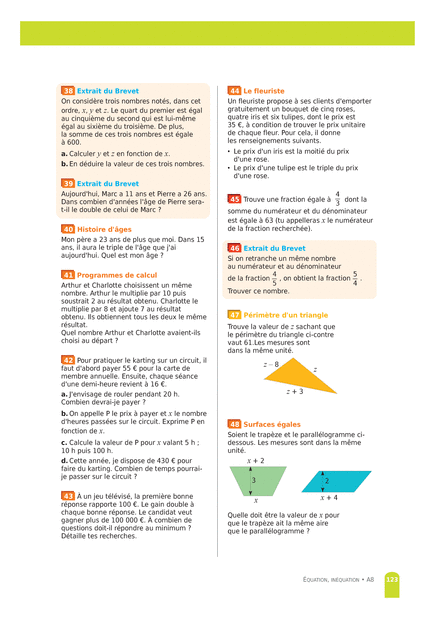 38 Extrait du Brevet
On considère trois nombres notés, dans cet
ordre, x, y et z. Le quart du premier est égal
au cinquième du second qui est lui-même
égal au sixième du troisième. De plus,
la somme de ces trois nombres est égale
à 600.
a. Calculer y et z en fonction de x.
b. En déduire la valeur de ces trois nombres.
39 Extrait du Brevet
Aujourd'hui, Marc a 11 ans et Pierre a 26 ans.
Dans combien d'années l'âge de Pierre sera-
t-il le double de celui de Marc ?
40 Histoire d'âges
Mon père a 23 ans de plus que moi. Dans 15
ans, il aura le triple de l'âge que j'ai
aujourd'hui. Quel est mon âge ?
41 Programmes de calcul
Arthur et Charlotte choisissent un même
nombre. Arthur le multiplie par 10 puis
soustrait 2 au résultat obtenu. Charlotte le
multiplie par 8 et ajoute 7 au résultat
obtenu. Ils obtiennent tous les deux le même
résultat.
Quel nombre Arthur et Charlotte avaient-ils
choisi au départ ?
42 Pour pratiquer le karting sur un circuit, il
faut d'abord payer 55 € pour la carte de
membre annuelle. Ensuite, chaque séance
d'une demi-heure revient à 16 €.
a. J'envisage de rouler pendant 20 h.
Combien devrai-je payer ?
b. On appelle P le prix à payer et x le nombre
d'heures passées sur le circuit. Exprime P en
fonction de x.
c. Calcule la valeur de P pour x valant 5 h ;
10 h puis 100 h.
d. Cette année, je dispose de 430 € pour
faire du karting. Combien de temps pourrai-
je passer sur le circuit ?
43 À un jeu télévisé, la première bonne
réponse rapporte 100 €. Le gain double à
chaque bonne réponse. Le candidat veut
gagner plus de 100 000 €. À combien de
questions doit-il répondre au minimum ?
Détaille tes recherches.
44 Le fleuriste
Un fleuriste propose à ses clients d'emporter
gratuitement un bouquet de cinq roses,
quatre iris et six tulipes, dont le prix est
35 €, à condition de trouver le prix unitaire
de chaque fleur. Pour cela, il donne
les renseignements suivants.
• Le prix d'un iris est la moitié du prix
d'une rose.
• Le prix d'une tulipe est le triple du prix
d'une rose.
45 Trouve une fraction égale à 4/3 dont la
somme du numérateur et du dénominateur
est égale à 63 (tu appelleras x le numérateur
de la fraction recherchée).
46 Extrait du Brevet
Si on retranche un même nombre
au numérateur et au dénominateur
de la fraction 4/5 , on obtient la fraction 5/4 .
Trouver ce nombre.
47 Périmètre d'un triangle
Trouve la valeur de z sachant que
le périmètre du triangle ci-contre
vaut 61.Les mesures sont
dans la même unité.
z – 8
z
z + 3
48 Surfaces égales
Soient le trapèze et le parallélogramme ci-
dessous. Les mesures sont dans la même
unité.
x + 2
3
x
2
x + 4
Quelle doit être la valeur de x pour
que le trapèze ait la même aire
que le parallélogramme ?
ÉQUATION, INÉQUATION • A8 123